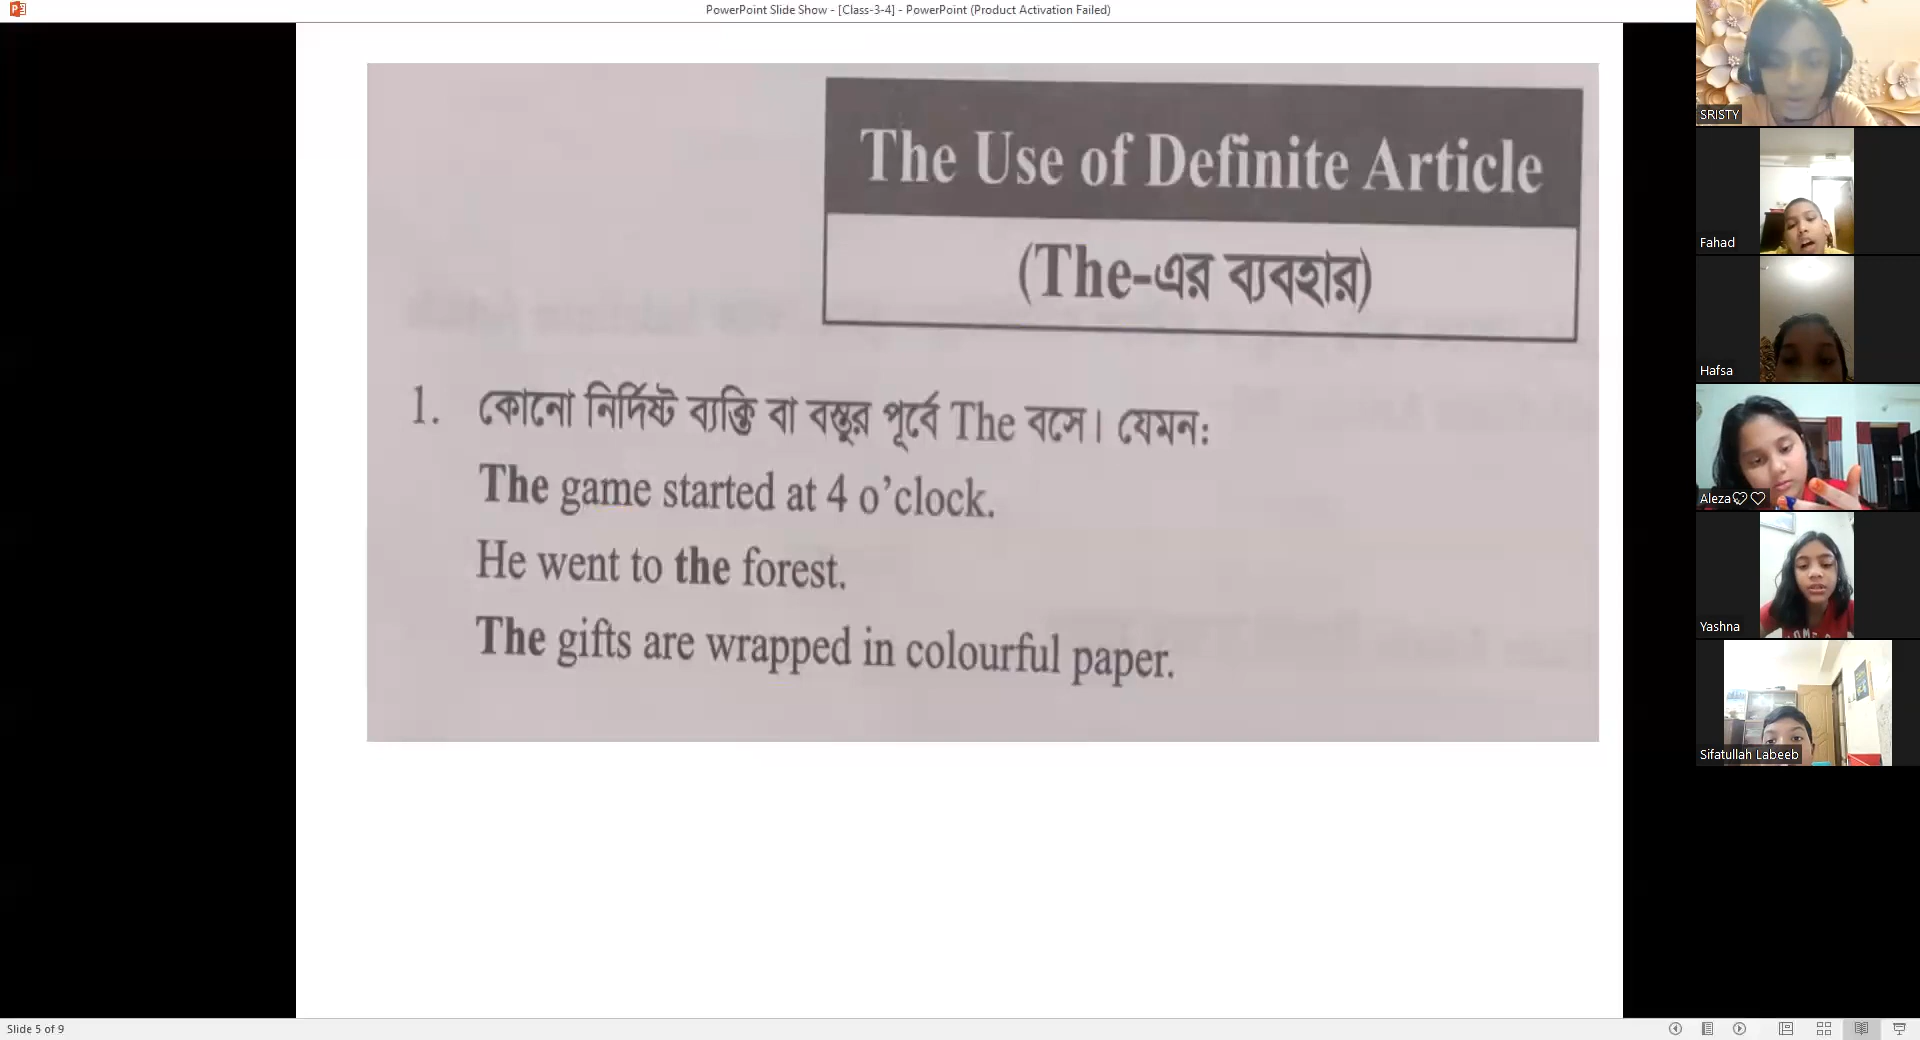 PowerPoint Slide Show - [Class-3-4] - PowerPoint (Product Activation Failed)
The Use of Definite Article
(The-এর ব্যবহার)
1. কোনো নির্দিষ্ট ব্যক্তি বা বস্তুর পূর্বে The বসে। যেমন:
The game started at 4 o’clock.
He went to the forest.
The gifts are wrapped in colourful paper.
SRISTY
Fahad
Hafsa
Aleza
Yashna
Sifatullah Labeeb
Slide 5 of 9